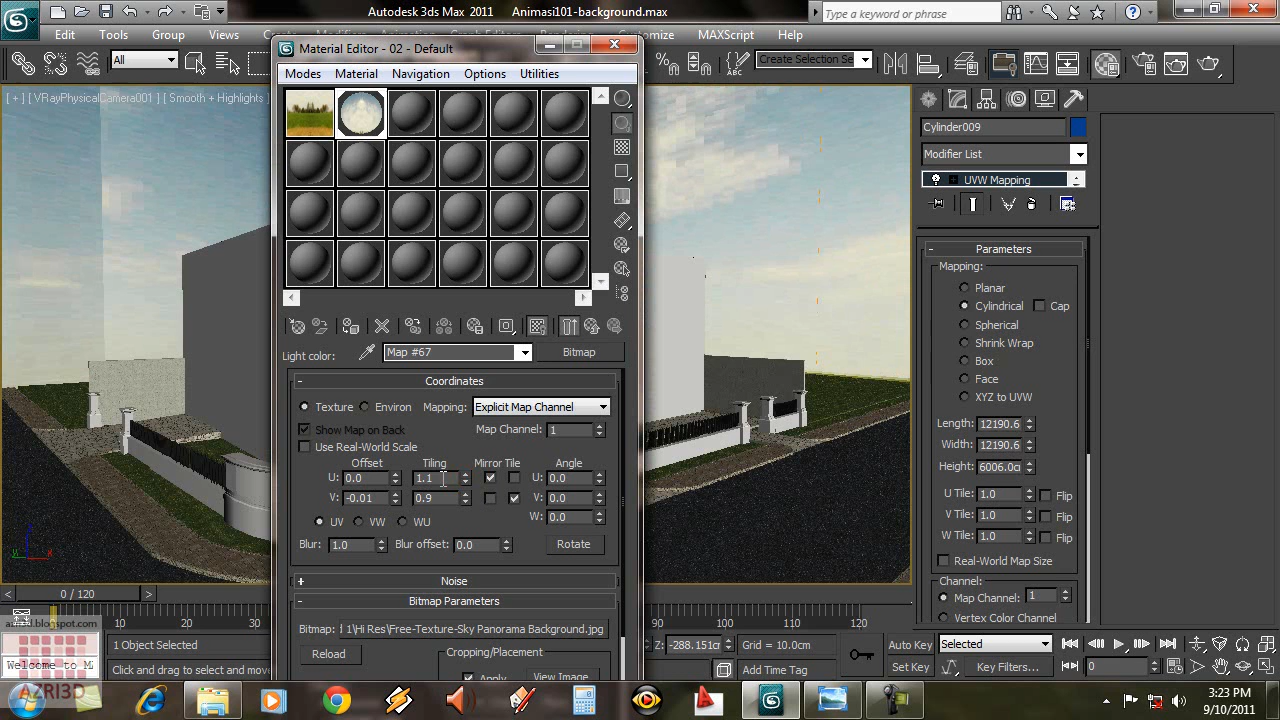 Autodesk 3ds Max 2011 Animasi101-background.max
Type a keyword or phrase
Edit Tools Group MAXScript Help
All
Create Selection Se
Material Editor - 02 - Default
Modes Material Navigation Options Utilities
[ + ] [ VRayPhysicalCamera001 ] [ Smooth + Highlights
Cylinder009
Modifier List
UVW Mapping
Light color: Map #67 Bitmap
- Coordinates
Texture Environ Mapping: Explicit Map Channel
Show Map on Back Map Channel: 1
Use Real-World Scale
Offset Tiling Mirror Tile Angle
U: 0.0 1.1 U: 0.0
V: -0.01 0.9 V: 0.0
W: 0.0
UV VW WU
Blur: 1.0 Blur offset: 0.0 Rotate
+ Noise
- Bitmap Parameters
Bitmap: l 1\Hi Res\Free-Texture-Sky Panorama Background.jpg
Reload
Cropping/Placement
Apply View Image
- Parameters
Mapping:
Planar
Cylindrical Cap
Spherical
Shrink Wrap
Box
Face
XYZ to UVW
Length: 12190.6
Width: 12190.6
Height: 6006.0
U Tile: 1.0 Flip
V Tile: 1.0 Flip
W Tile: 1.0 Flip
Real-World Map Size
Channel:
Map Channel: 1
Vertex Color Channel
< 0 / 120 >
10 20 30 90 100 110 120
1 Object Selected
Z: -288.151cm Grid = 10.0cm
Auto Key Selected
Welcome to M
Click and drag to select and move
Add Time Tag
Set Key Key Filters... 0
AZRI3D
3:23 PM
9/10/2011